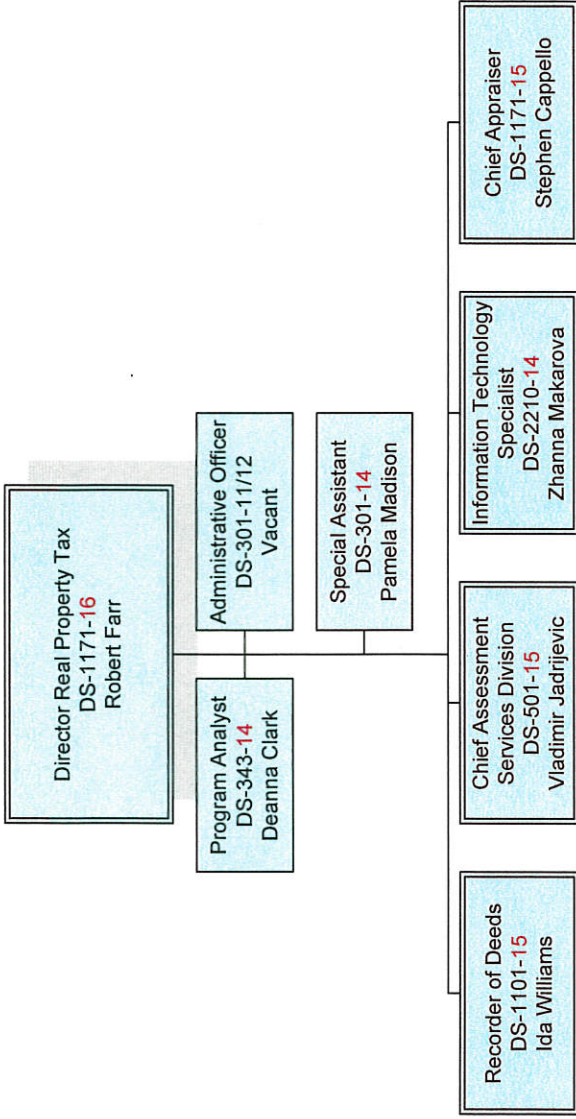 Director Real Property Tax
DS-1171-16
Robert Farr
Program Analyst
DS-343-14
Deanna Clark
Administrative Officer
DS-301-11/12
Vacant
Special Assistant
DS-301-14
Pamela Madison
Recorder of Deeds
DS-1101-15
Ida Williams
Chief Assessment
Services Division
DS-501-15
Vladimir Jadrijevic
Information Technology
Specialist
DS-2210-14
Zhanna Makarova
Chief Appraiser
DS-1171-15
Stephen Cappello